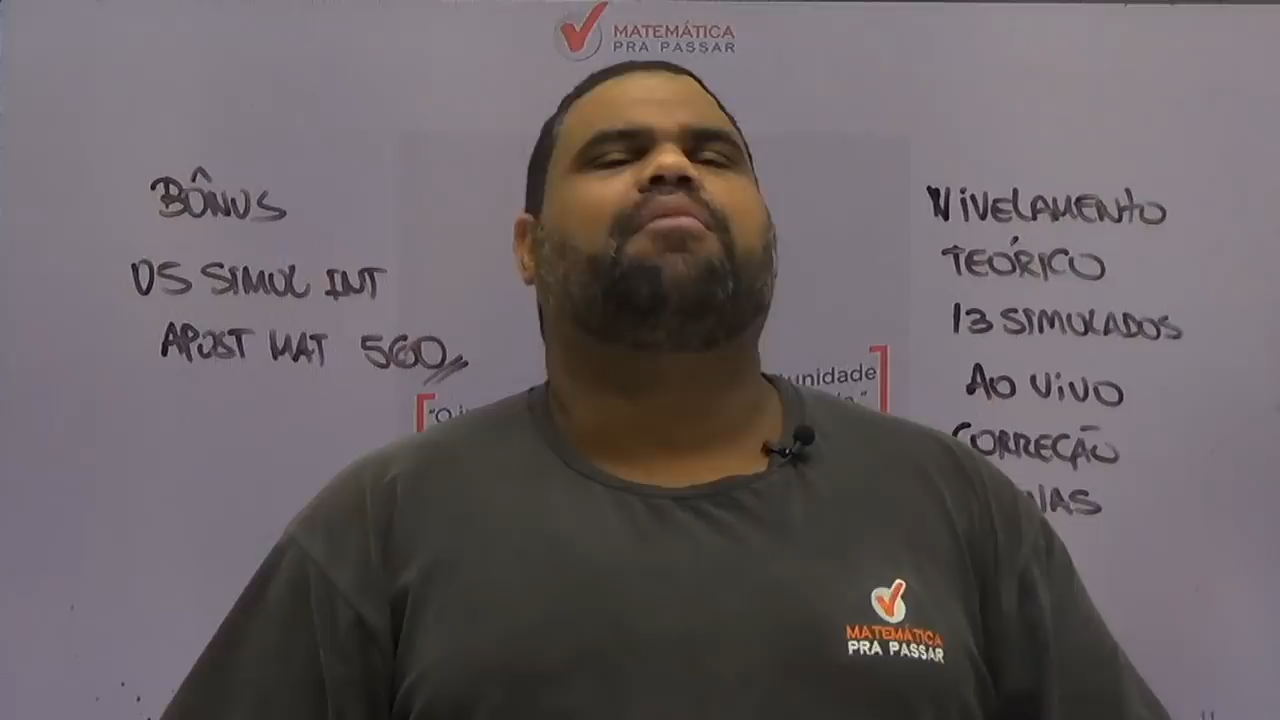 MATEMÁTICA
PRA PASSAR
BÔNUS
05 SIMUL INT
APOST MAT 560
NIVELAMENTO
TEÓRICO
13 SIMULADOS
AO VIVO
CORREÇÃO
"O
unidade
MATEMÁTICA
PRA PASSAR